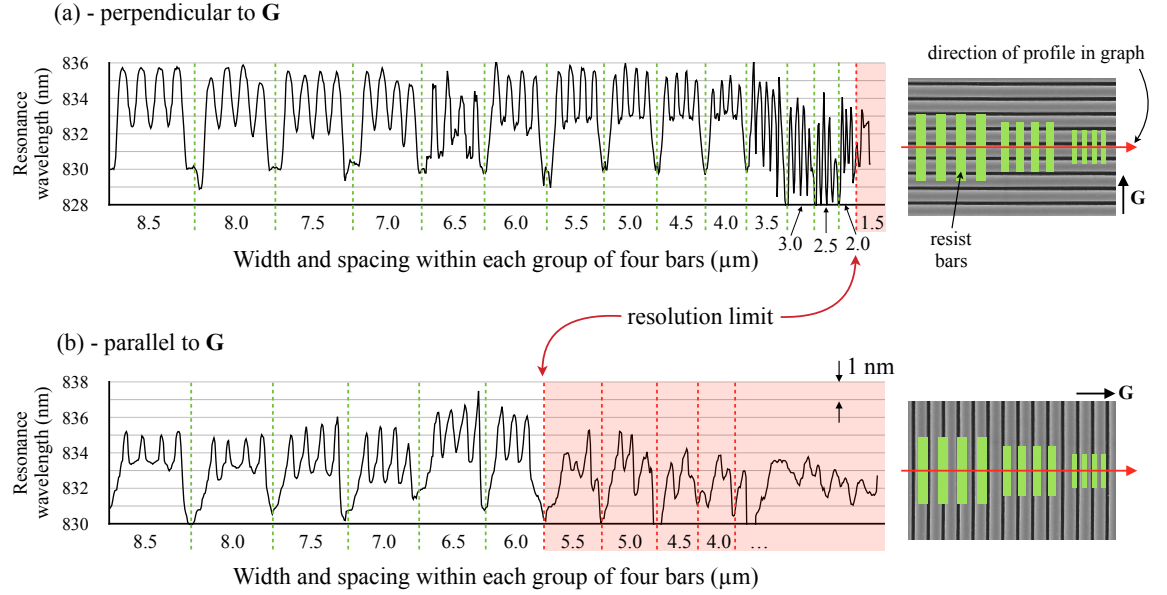 (a) - perpendicular to G
Resonance
wavelength (nm)
836
834
832
830
828
8.5 8.0 7.5 7.0 6.5 6.0 5.5 5.0 4.5 4.0 3.5 3.0 2.5 2.0 1.5
Width and spacing within each group of four bars (µm)
direction of profile in graph
G
resist
bars
resolution limit
(b) - parallel to G
Resonance
wavelength (nm)
838
836
834
832
830
1 nm
8.5 8.0 7.5 7.0 6.5 6.0 5.5 5.0 4.5 4.0 ...
Width and spacing within each group of four bars (µm)
G